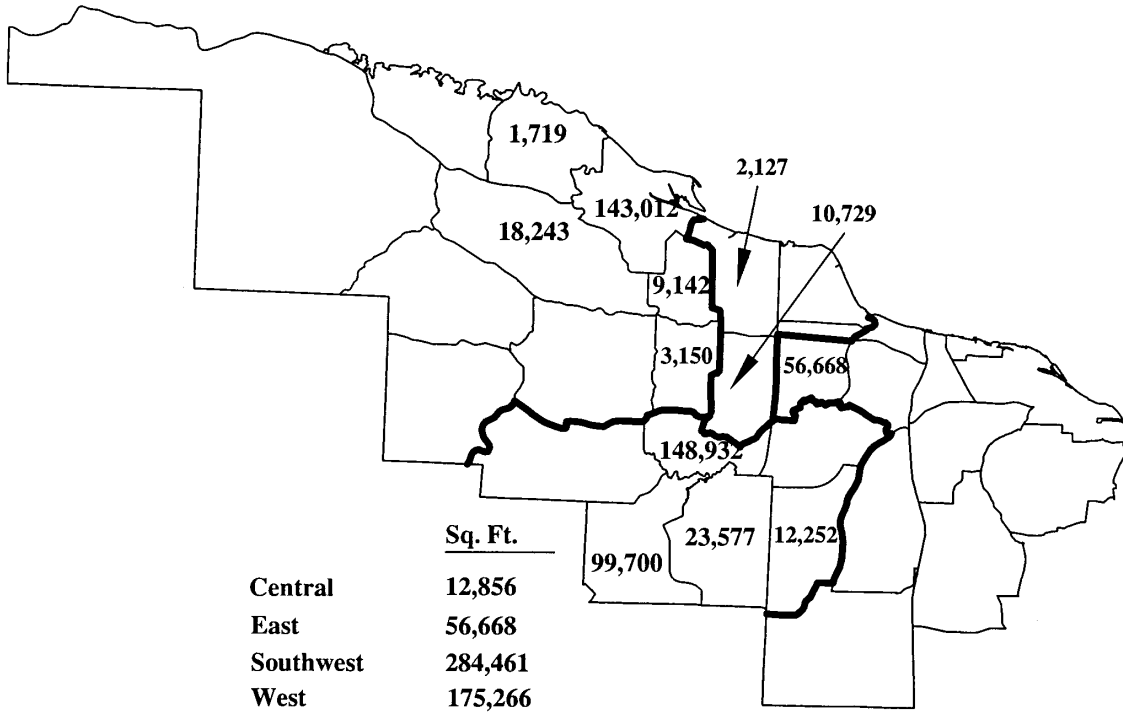 1,719
2,127
143,012
10,729
18,243
9,142
3,150
56,668
148,932
Sq. Ft.
23,577
12,252
99,700
Central 12,856
East 56,668
Southwest 284,461
West 175,266